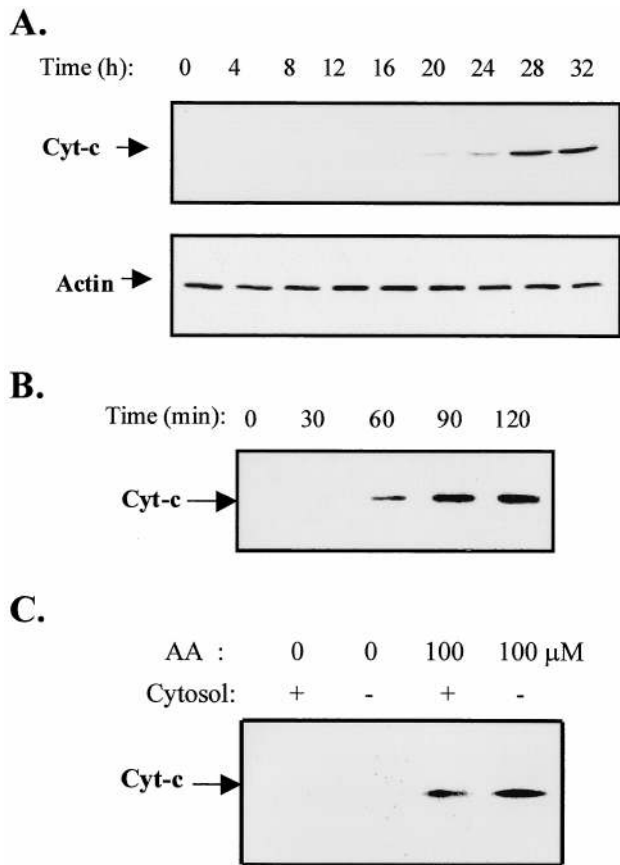 A.
Time (h): 0 4 8 12 16 20 24 28 32
Cyt-c
Actin
B.
Time (min): 0 30 60 90 120
Cyt-c
C.
AA : 0 0 100 100 μM
Cytosol: + - + -
Cyt-c